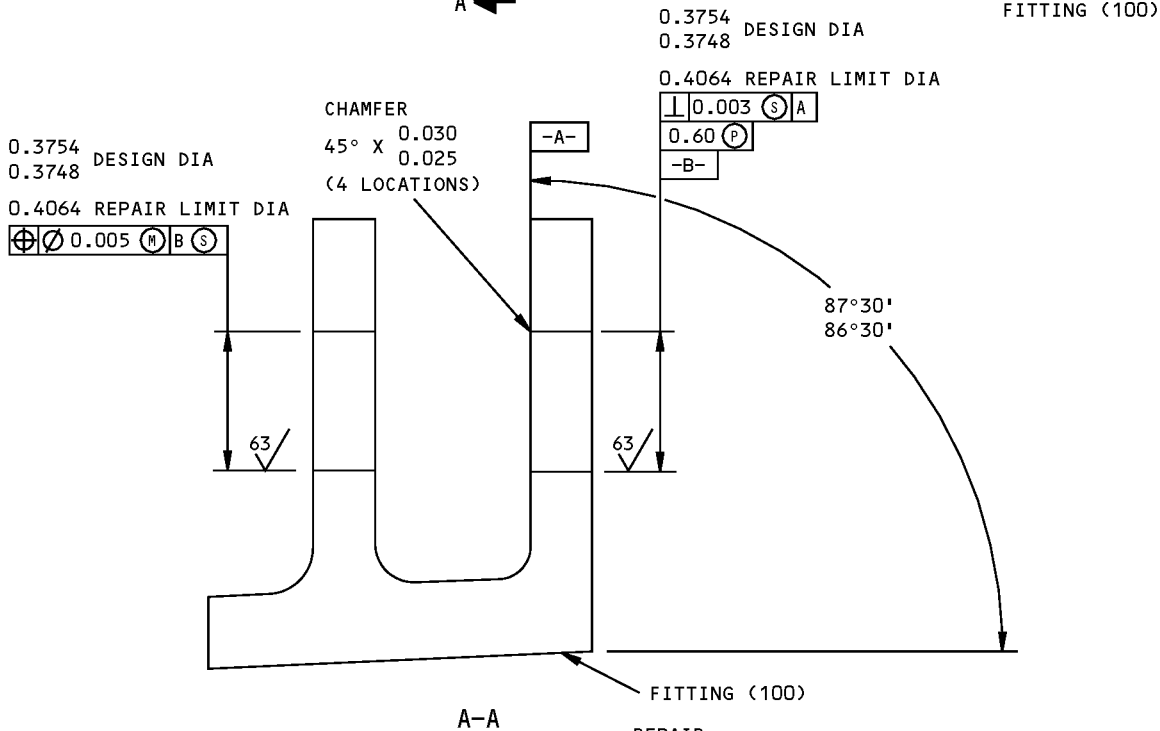 A
FITTING (100)
0.3754
0.3748 DESIGN DIA
0.4064 REPAIR LIMIT DIA
⊥ 0.003 Ⓢ A
0.60 Ⓟ
-B-
CHAMFER
45° X 0.030
0.025
(4 LOCATIONS)
-A-
0.3754
0.3748 DESIGN DIA
0.4064 REPAIR LIMIT DIA
⌖ ⌀ 0.005 Ⓜ B Ⓢ
87°30'
86°30'
63
63
FITTING (100)
A-A
REPAIR